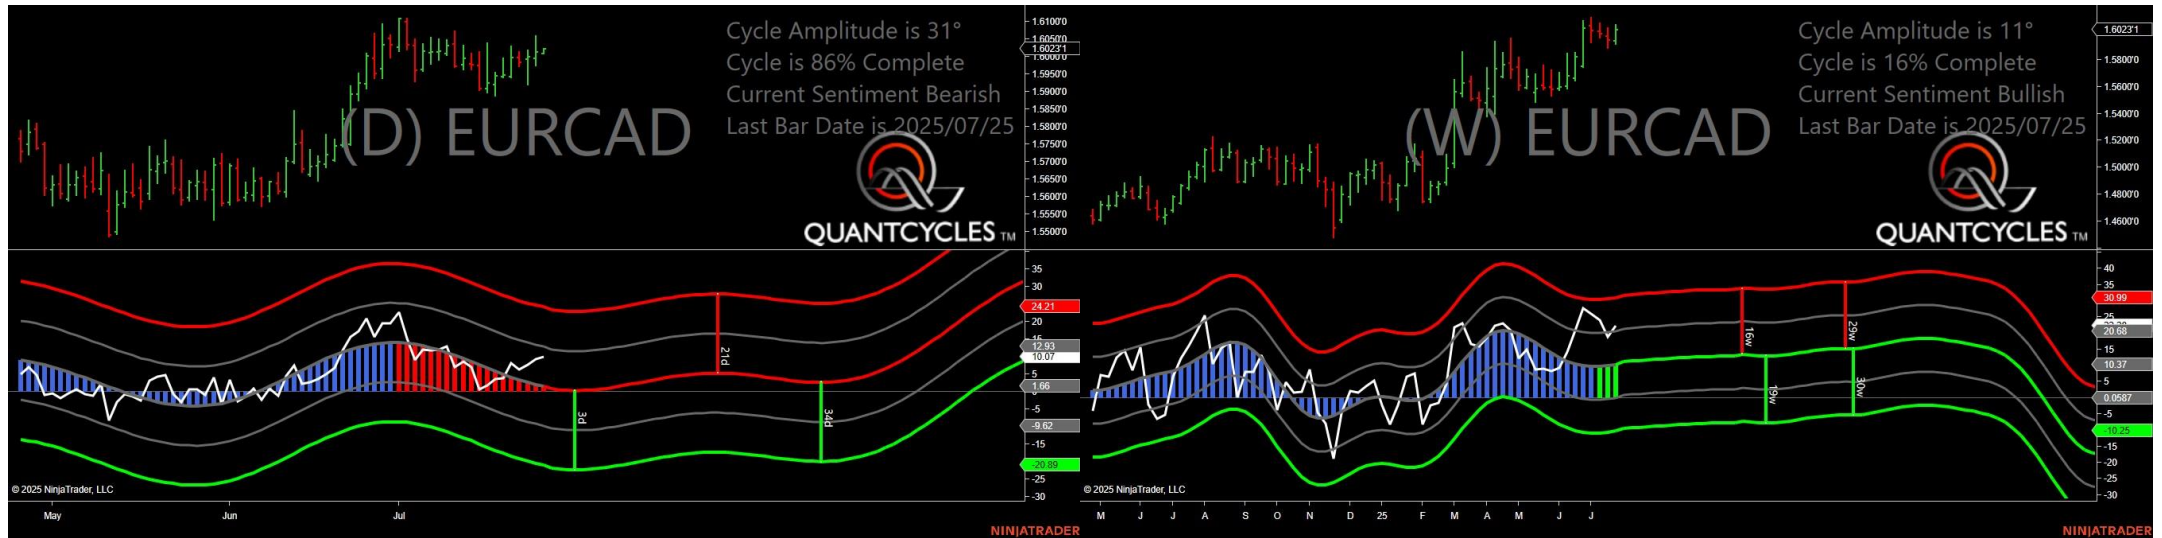 Cycle Amplitude is 31°
Cycle is 86% Complete
Current Sentiment Bearish
Last Bar Date is 2025/07/25
(D) EURCAD
QUANTCYCLES TM
1.6100'0
1.6050'0
1.6023'1
1.6000'0
1.5950'0
1.5900'0
1.5850'0
1.5800'0
1.5750'0
1.5700'0
1.5650'0
1.5600'0
1.5550'0
1.5500'0
35
30
24.21
20
15
12.93
10.07
5
1.66
-5
-9.62
-15
-20.89
-25
-30
3d
21d
34d
© 2025 NinjaTrader, LLC
May
Jun
Jul
NINJATRADER
Cycle Amplitude is 11°
Cycle is 16% Complete
Current Sentiment Bullish
Last Bar Date is 2025/07/25
(W) EURCAD
QUANTCYCLES TM
1.6023'1
1.5800'0
1.5600'0
1.5400'0
1.5200'0
1.5000'0
1.4800'0
1.4600'0
40
35
30.99
25
20.68
15
10.37
5
0.0587
-5
-10.25
-15
-20
-25
-30
16w
19w
29w
30w
© 2025 NinjaTrader, LLC
M
J
J
A
S
O
N
D
25
F
M
A
M
J
J
NINJATRADER